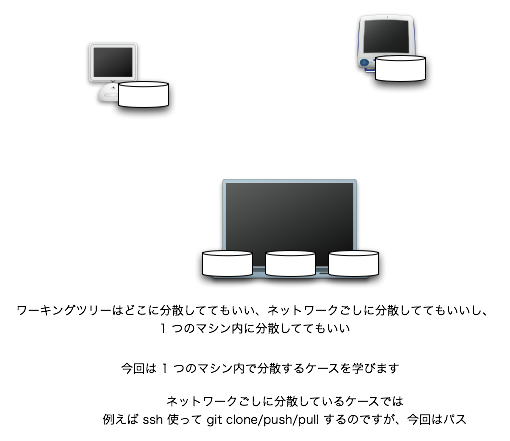 ワーキングツリーはどこに分散しててもいい、ネットワークごしに分散しててもいいし、
1 つのマシン内に分散しててもいい
今回は 1 つのマシン内で分散するケースを学びます
ネットワークごしに分散しているケースでは
例えば ssh 使って git clone/push/pull するのですが、今回はパス